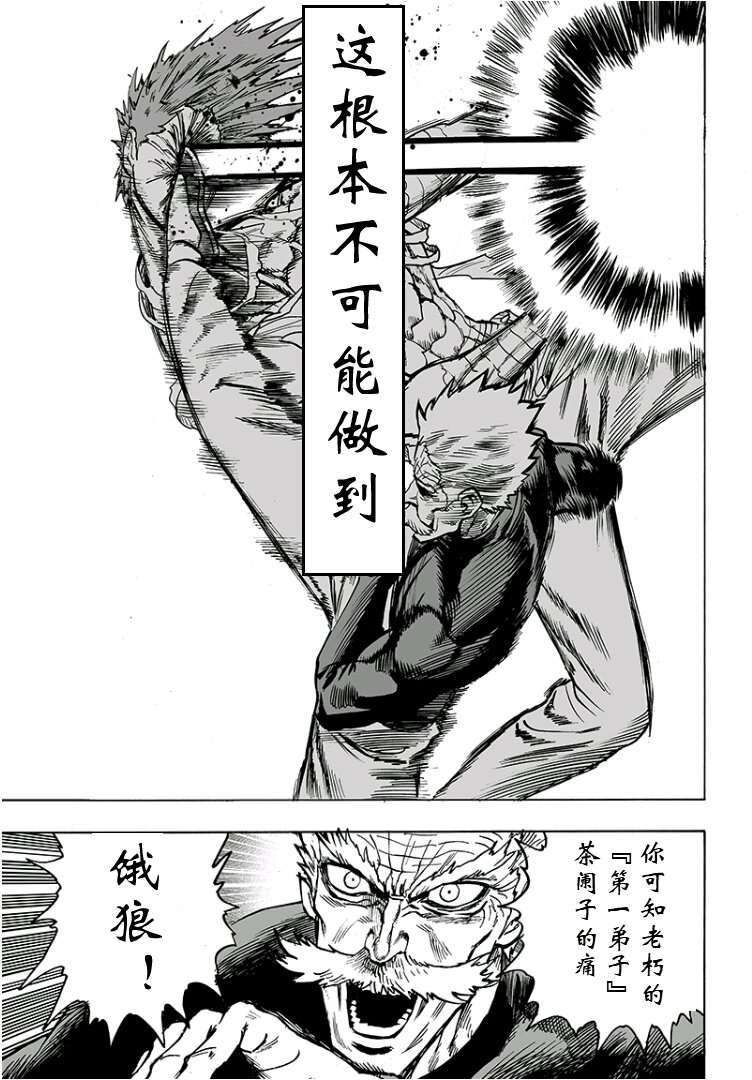 这根本不可能做到
你可知老朽的
『第一弟子』
茶阑子的痛
饿狼！